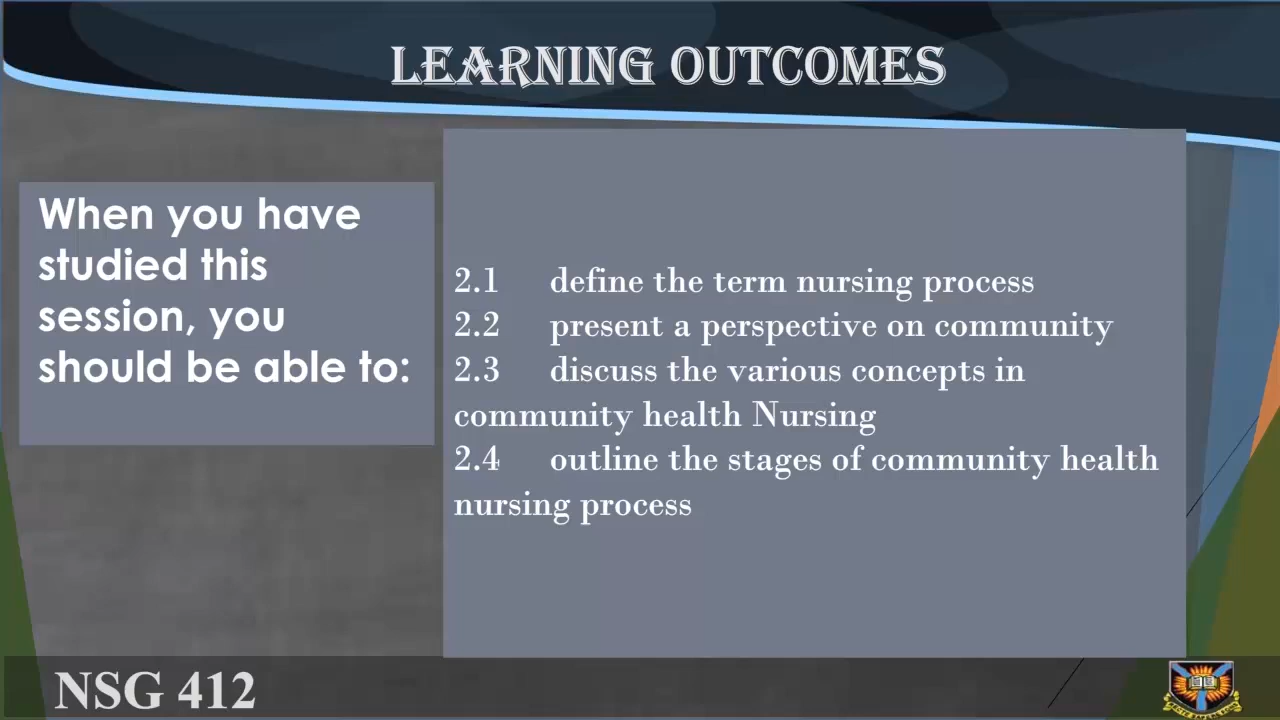 LEARNING OUTCOMES
When you have
studied this
session, you
should be able to:
2.1 define the term nursing process
2.2 present a perspective on community
2.3 discuss the various concepts in
community health Nursing
2.4 outline the stages of community health
nursing process
NSG 412